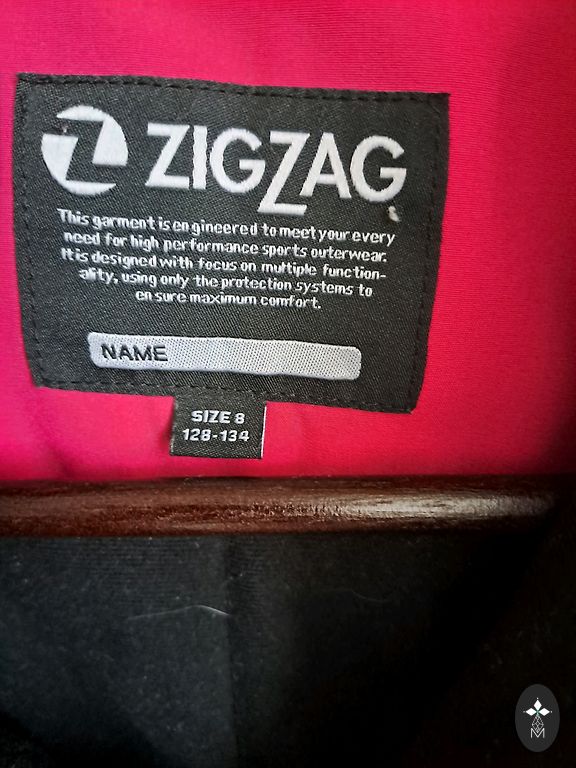 ZIGZAG
This garment is engineered to meet your every
need for high performance sports outerwear.
It is designed with focus on multiple function-
ality, using only the protection systems to
ensure maximum comfort.
NAME
SIZE 8
128-134
M